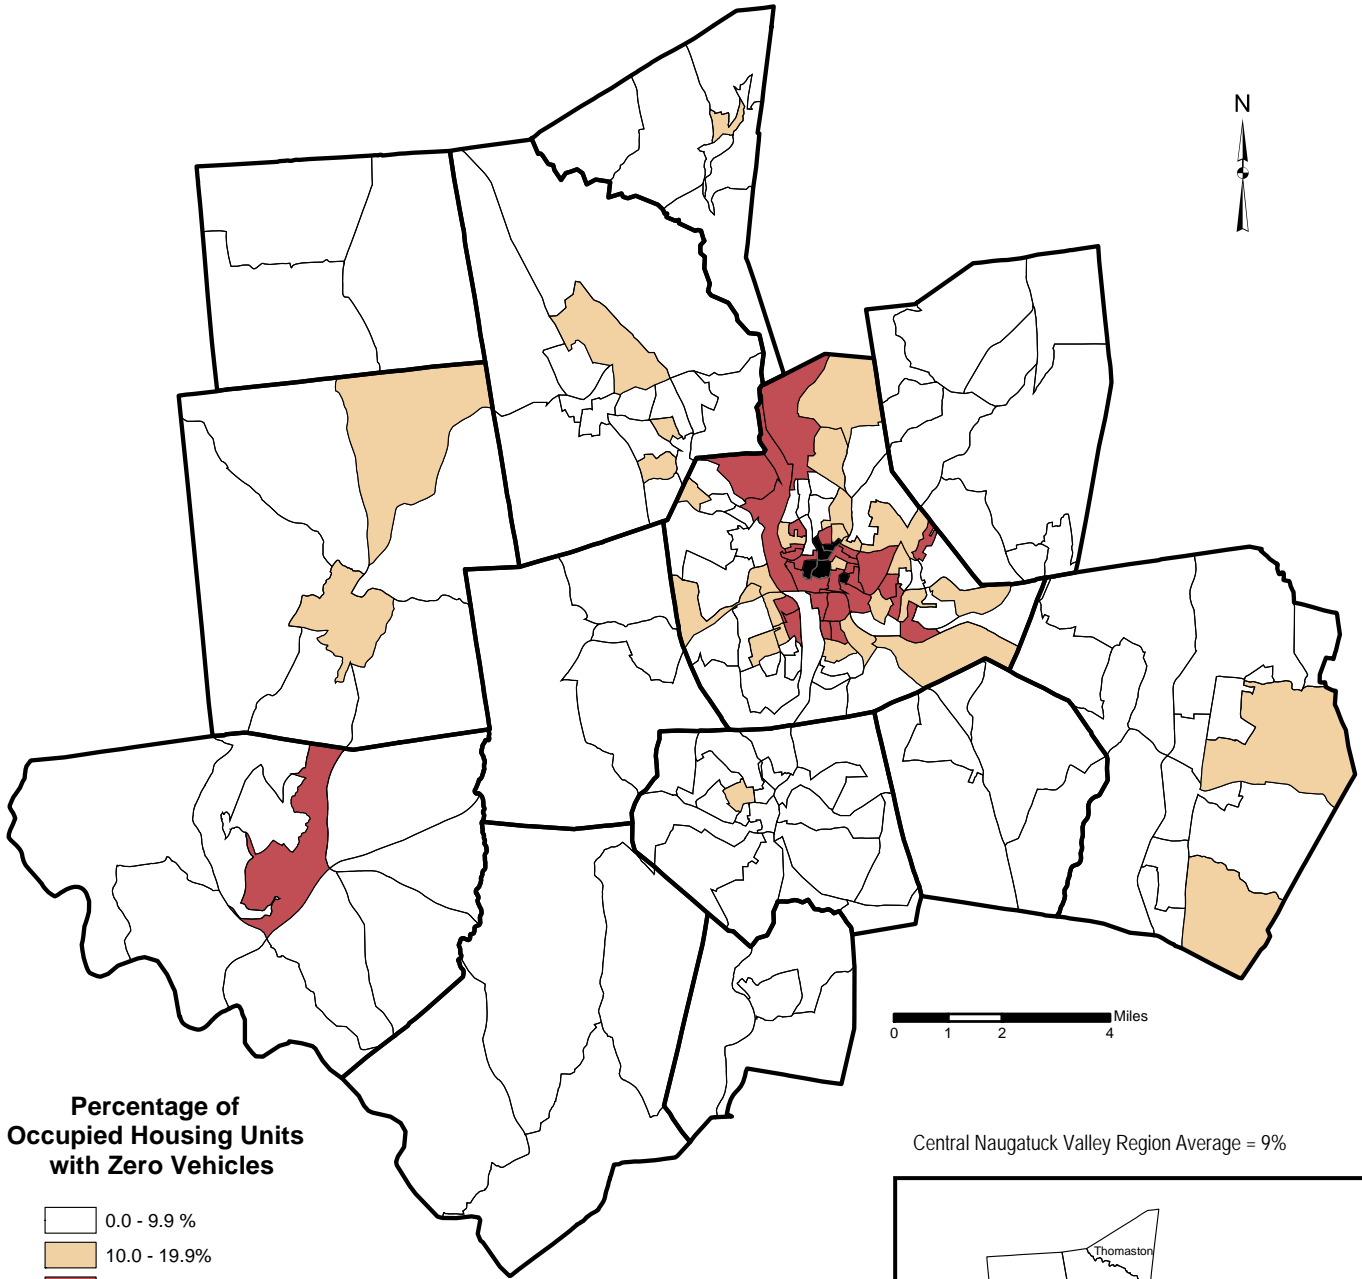 N
Miles
0 1 2 4
Percentage of
Occupied Housing Units
with Zero Vehicles
0.0 - 9.9 %
10.0 - 19.9%
Central Naugatuck Valley Region Average = 9%
Thomaston